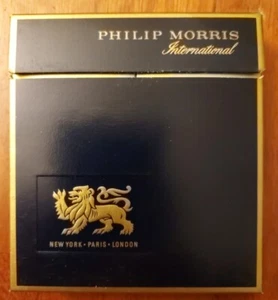 PHILIP MORRIS
International
NEW YORK - PARIS - LONDON